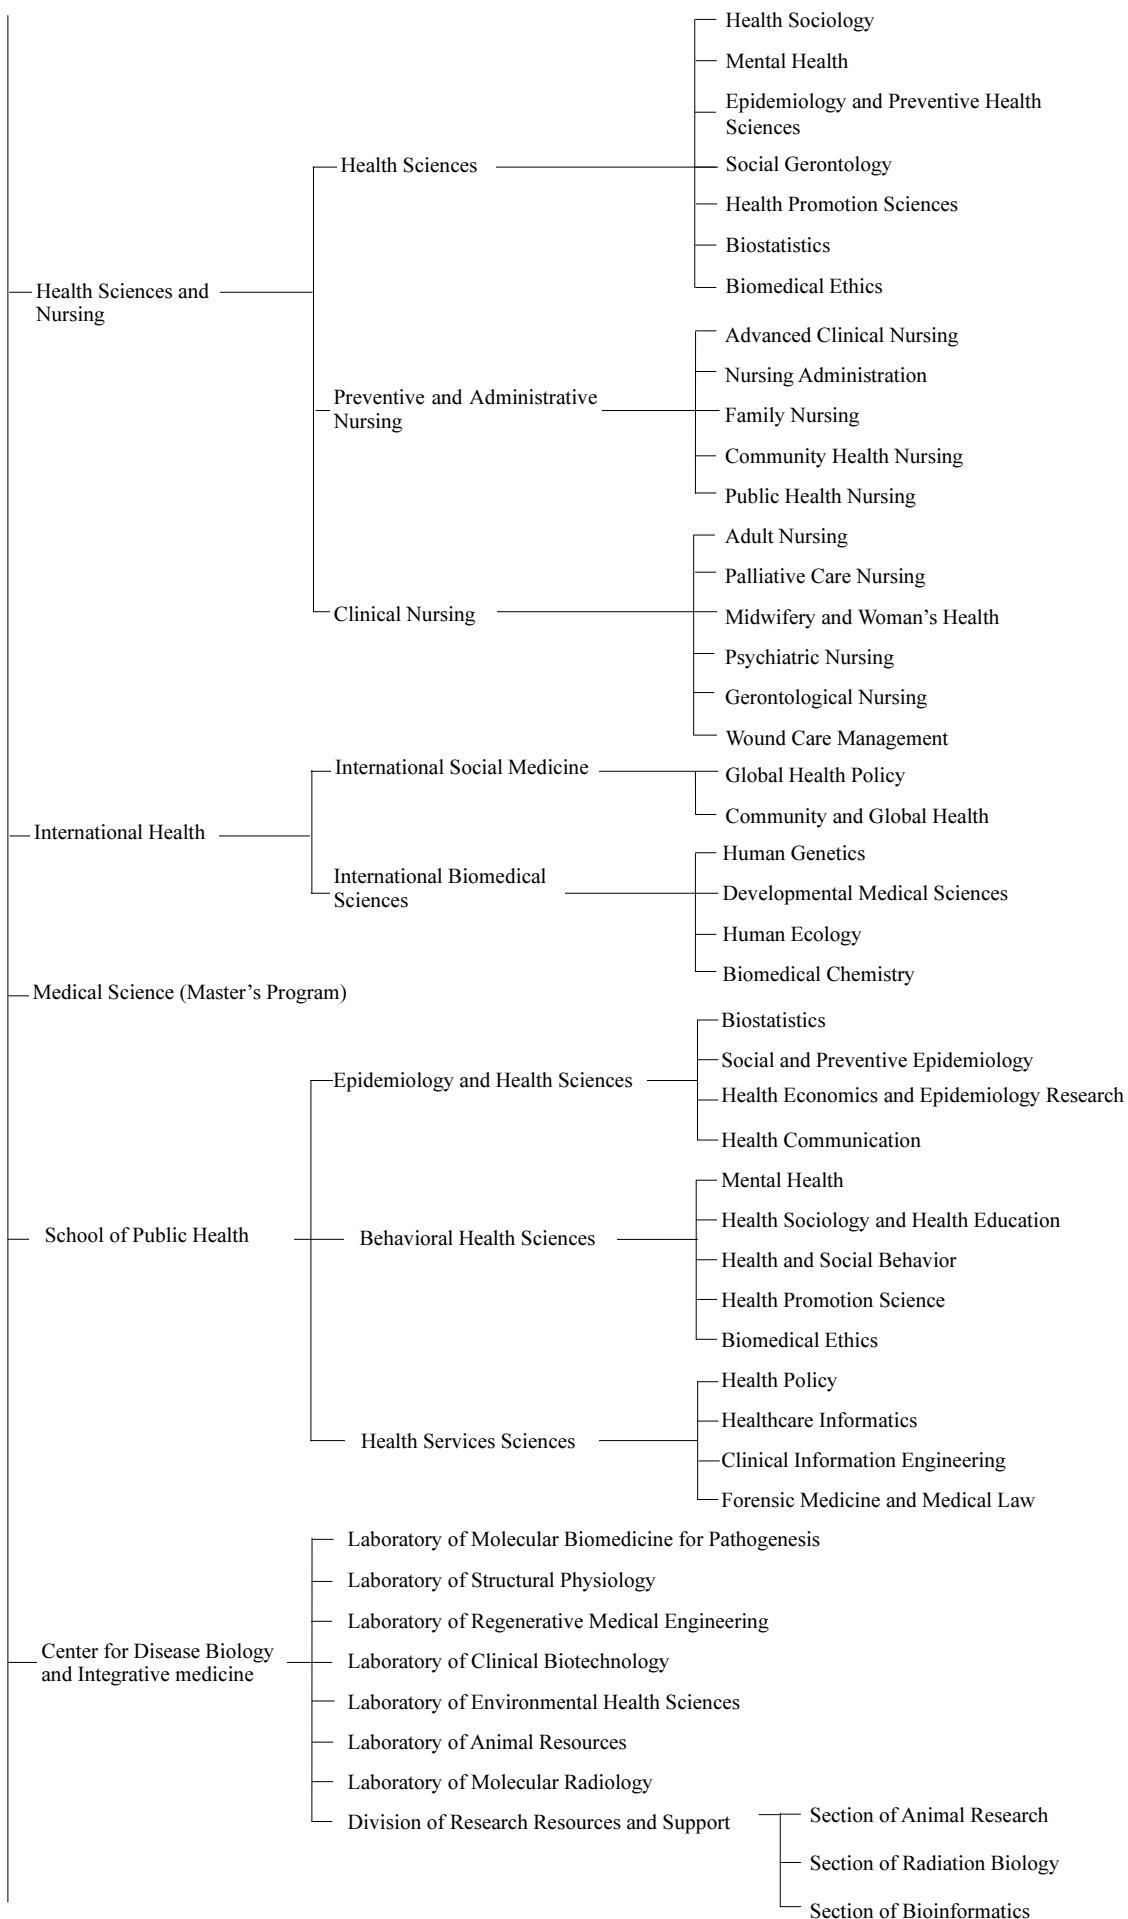 Health Sociology
Mental Health
Epidemiology and Preventive Health
Sciences
Health Sciences
Social Gerontology
Health Promotion Sciences
Biostatistics
Biomedical Ethics
Health Sciences and
Nursing
Advanced Clinical Nursing
Nursing Administration
Preventive and Administrative
Nursing
Family Nursing
Community Health Nursing
Public Health Nursing
Adult Nursing
Palliative Care Nursing
Clinical Nursing
Midwifery and Woman’s Health
Psychiatric Nursing
Gerontological Nursing
Wound Care Management
International Social Medicine
Global Health Policy
Community and Global Health
International Health
Human Genetics
International Biomedical
Sciences
Developmental Medical Sciences
Human Ecology
Biomedical Chemistry
Medical Science (Master’s Program)
Biostatistics
Social and Preventive Epidemiology
Epidemiology and Health Sciences
Health Economics and Epidemiology Research
Health Communication
Mental Health
Health Sociology and Health Education
School of Public Health
Behavioral Health Sciences
Health and Social Behavior
Health Promotion Science
Biomedical Ethics
Health Policy
Healthcare Informatics
Health Services Sciences
Clinical Information Engineering
Forensic Medicine and Medical Law
Laboratory of Molecular Biomedicine for Pathogenesis
Laboratory of Structural Physiology
Laboratory of Regenerative Medical Engineering
Center for Disease Biology
and Integrative medicine
Laboratory of Clinical Biotechnology
Laboratory of Environmental Health Sciences
Laboratory of Animal Resources
Laboratory of Molecular Radiology
Division of Research Resources and Support
Section of Animal Research
Section of Radiation Biology
Section of Bioinformatics